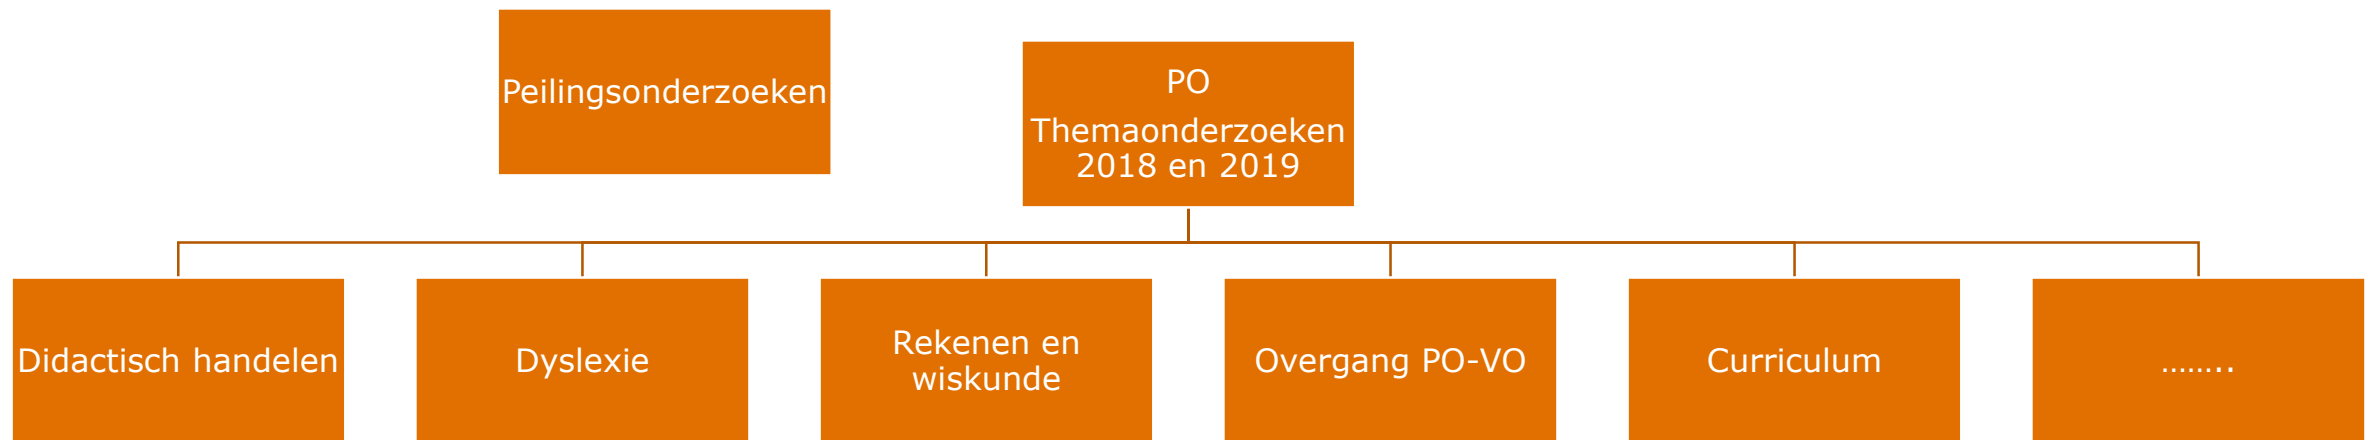 Peilingsonderzoeken
PO
Themaonderzoeken
2018 en 2019
Didactisch handelen
Dyslexie
Rekenen en
wiskunde
Overgang PO-VO
Curriculum
……..